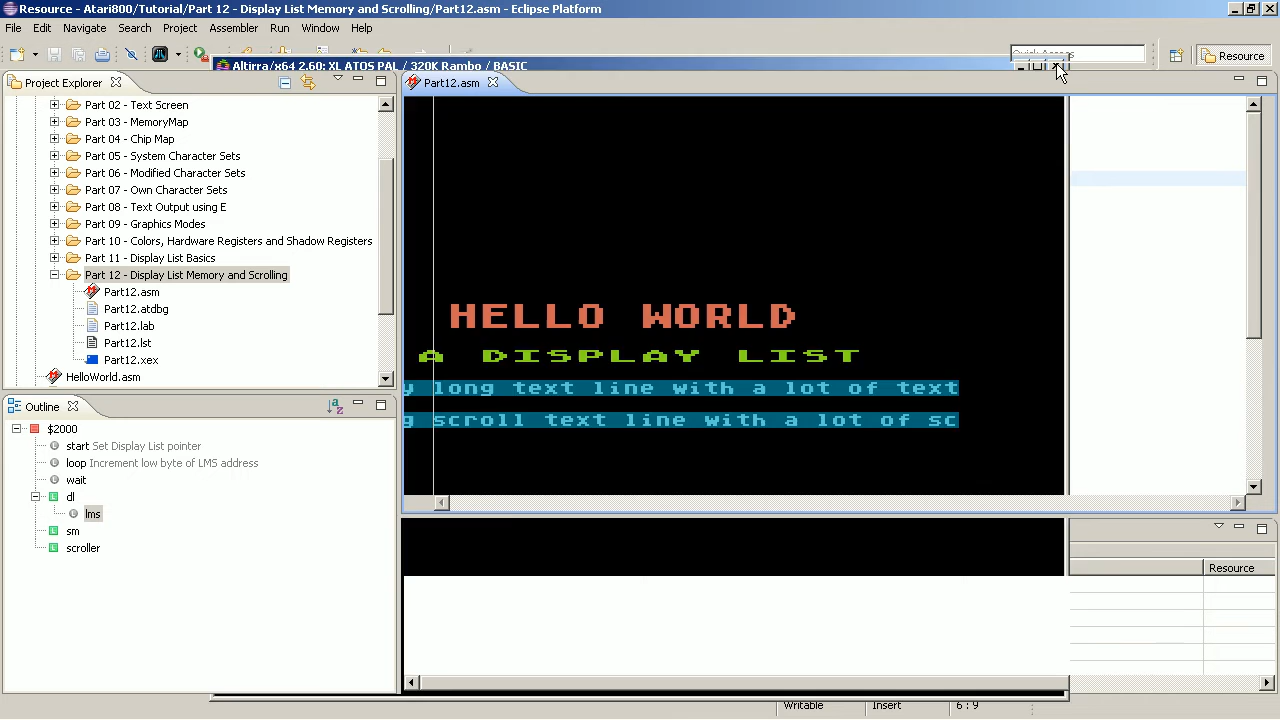 Resource - Atari800/Tutorial/Part 12 - Display List Memory and Scrolling/Part12.asm - Eclipse Platform
File Edit Navigate Search Project Assembler Run Window Help
Quick Access
Resource
Altirra/x64 2.60: XL ATOS PAL / 320K Rambo / BASIC
Project Explorer
Part12.asm
Part 02 - Text Screen
Part 03 - MemoryMap
Part 04 - Chip Map
Part 05 - System Character Sets
Part 06 - Modified Character Sets
Part 07 - Own Character Sets
Part 08 - Text Output using E
Part 09 - Graphics Modes
Part 10 - Colors, Hardware Registers and Shadow Registers
Part 11 - Display List Basics
Part 12 - Display List Memory and Scrolling
Part12.asm
Part12.atdbg
Part12.lab
Part12.lst
Part12.xex
HelloWorld.asm
HELLO WORLD
A DISPLAY LIST
y long text line with a lot of text
g scroll text line with a lot of sc
Outline
$2000
start Set Display List pointer
loop Increment low byte of LMS address
wait
dl
lms
sm
scroller
Resource
Writable Insert 6 : 9